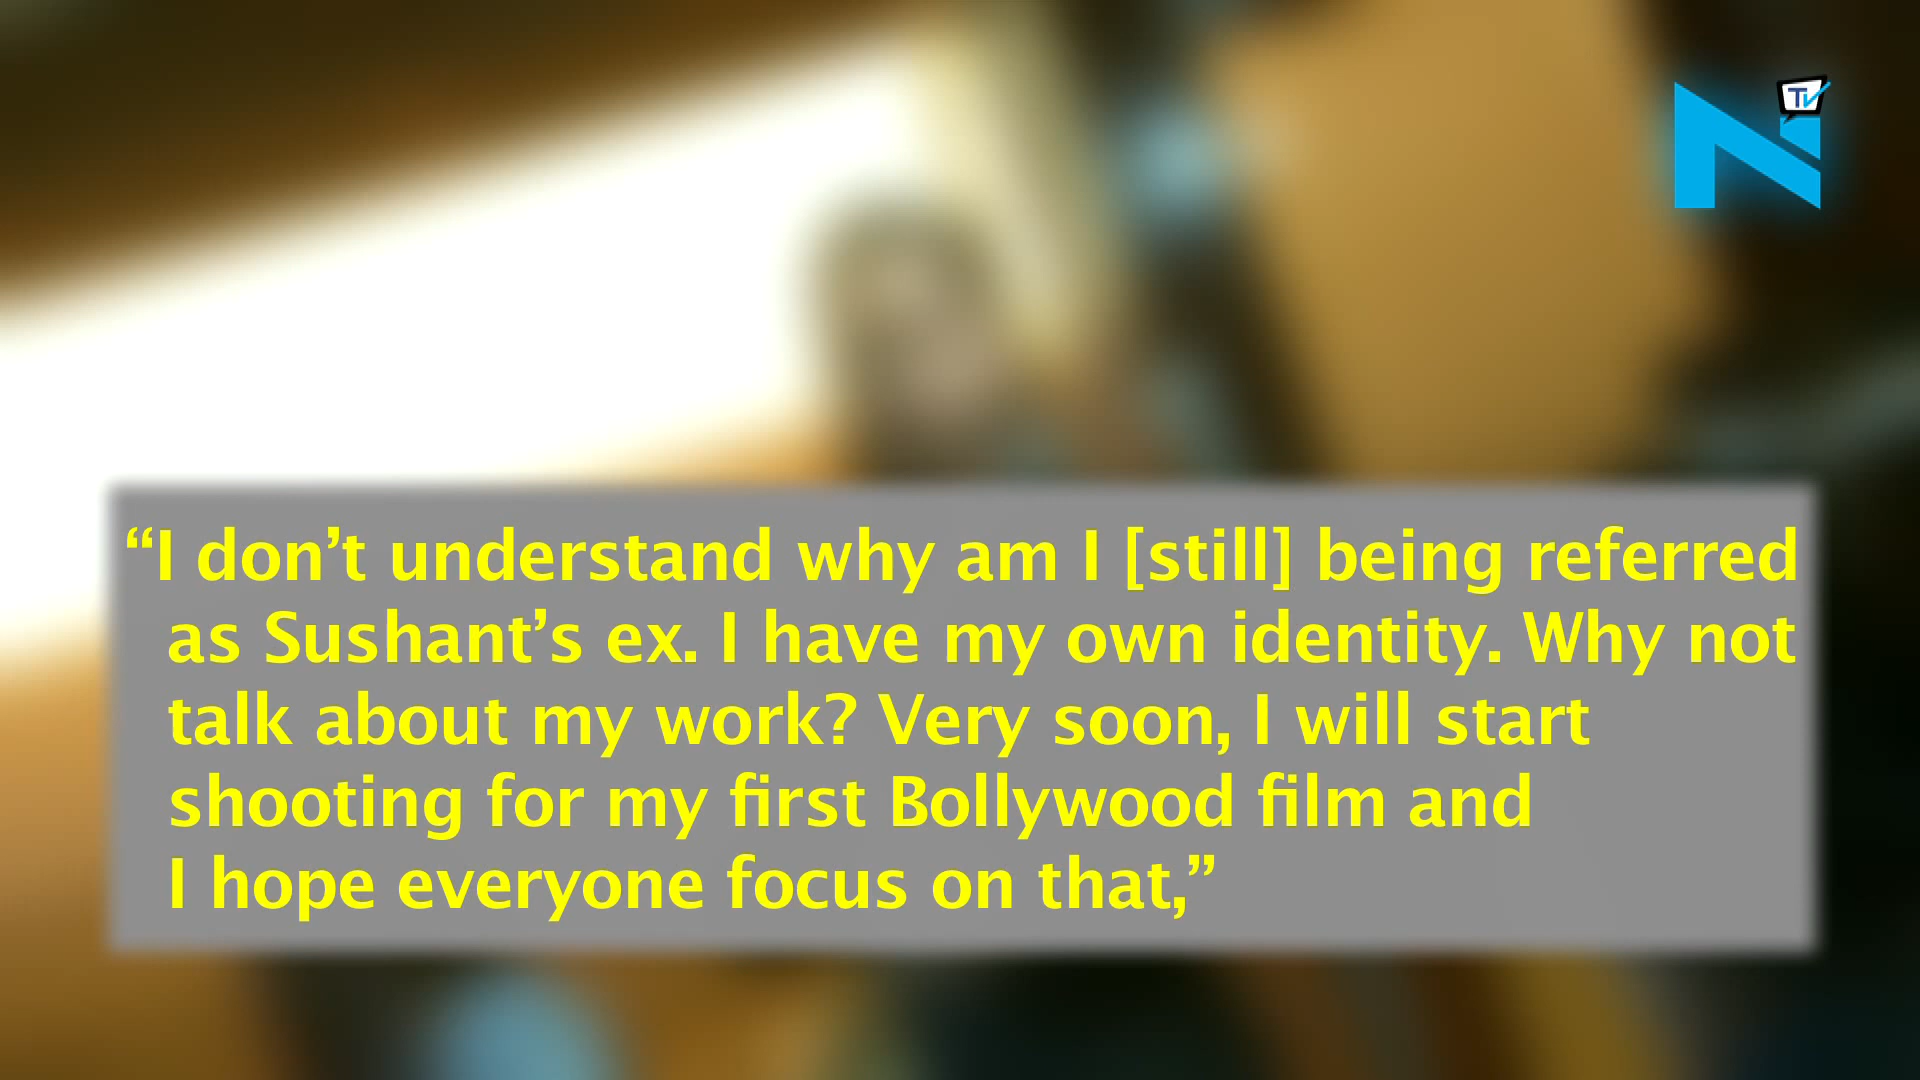 TV
“I don’t understand why am I [still] being referred
as Sushant’s ex. I have my own identity. Why not
talk about my work? Very soon, I will start
shooting for my first Bollywood film and
I hope everyone focus on that,”